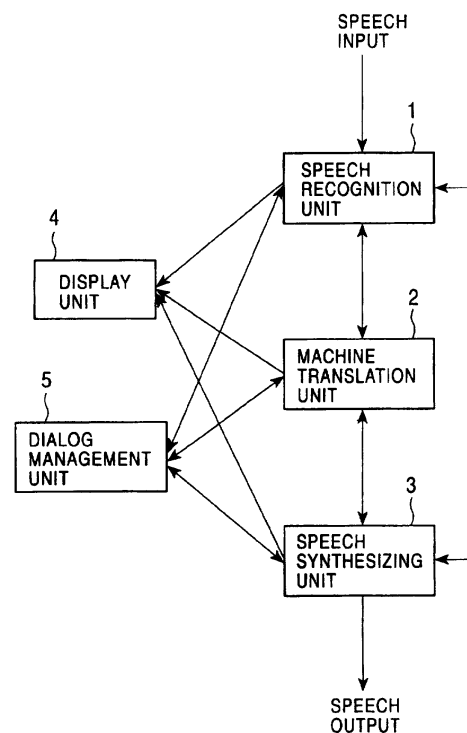 SPEECH
INPUT
1
SPEECH
RECOGNITION
UNIT
4
DISPLAY
UNIT
2
MACHINE
TRANSLATION
UNIT
5
DIALOG
MANAGEMENT
UNIT
3
SPEECH
SYNTHESIZING
UNIT
SPEECH
OUTPUT